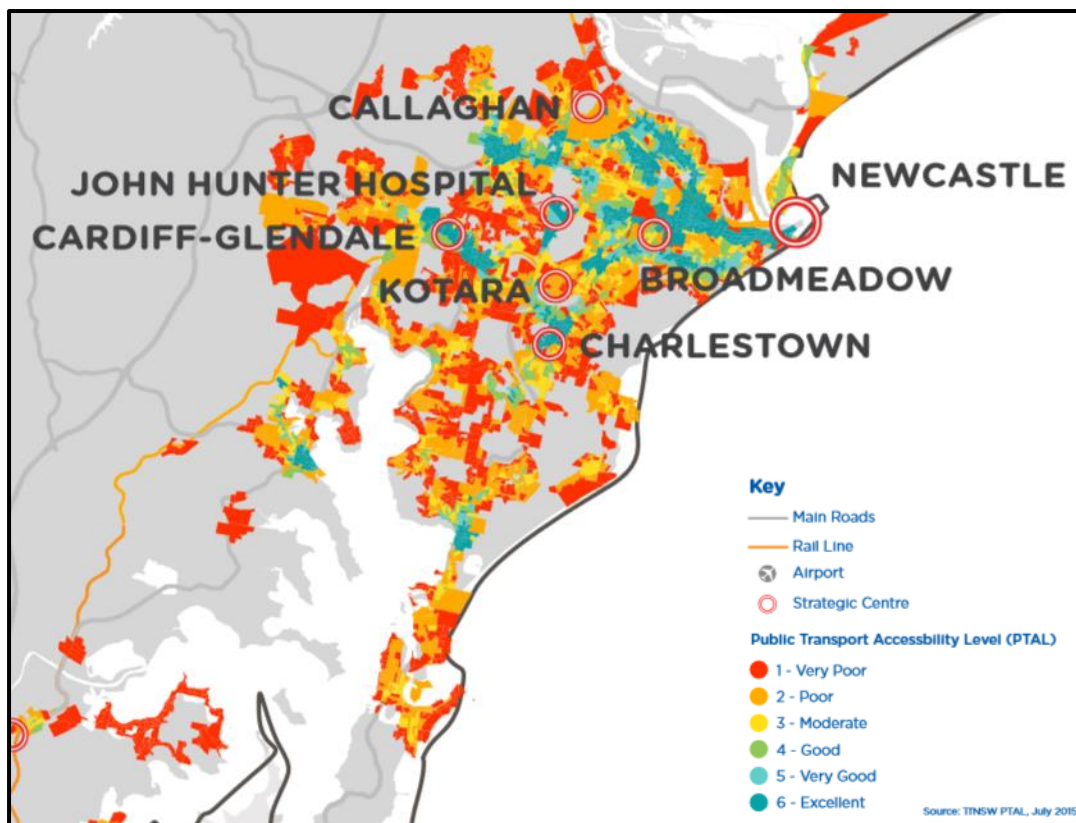 CALLAGHAN
JOHN HUNTER HOSPITAL
NEWCASTLE
CARDIFF-GLENDALE
KOTARA
BROADMEADOW
CHARLESTOWN
Key
Main Roads
Rail Line
Airport
Strategic Centre
Public Transport Accessbility Level (PTAL)
1 - Very Poor
2 - Poor
3 - Moderate
4 - Good
5 - Very Good
6 - Excellent
Source: TfNSW PTAL, July 2015